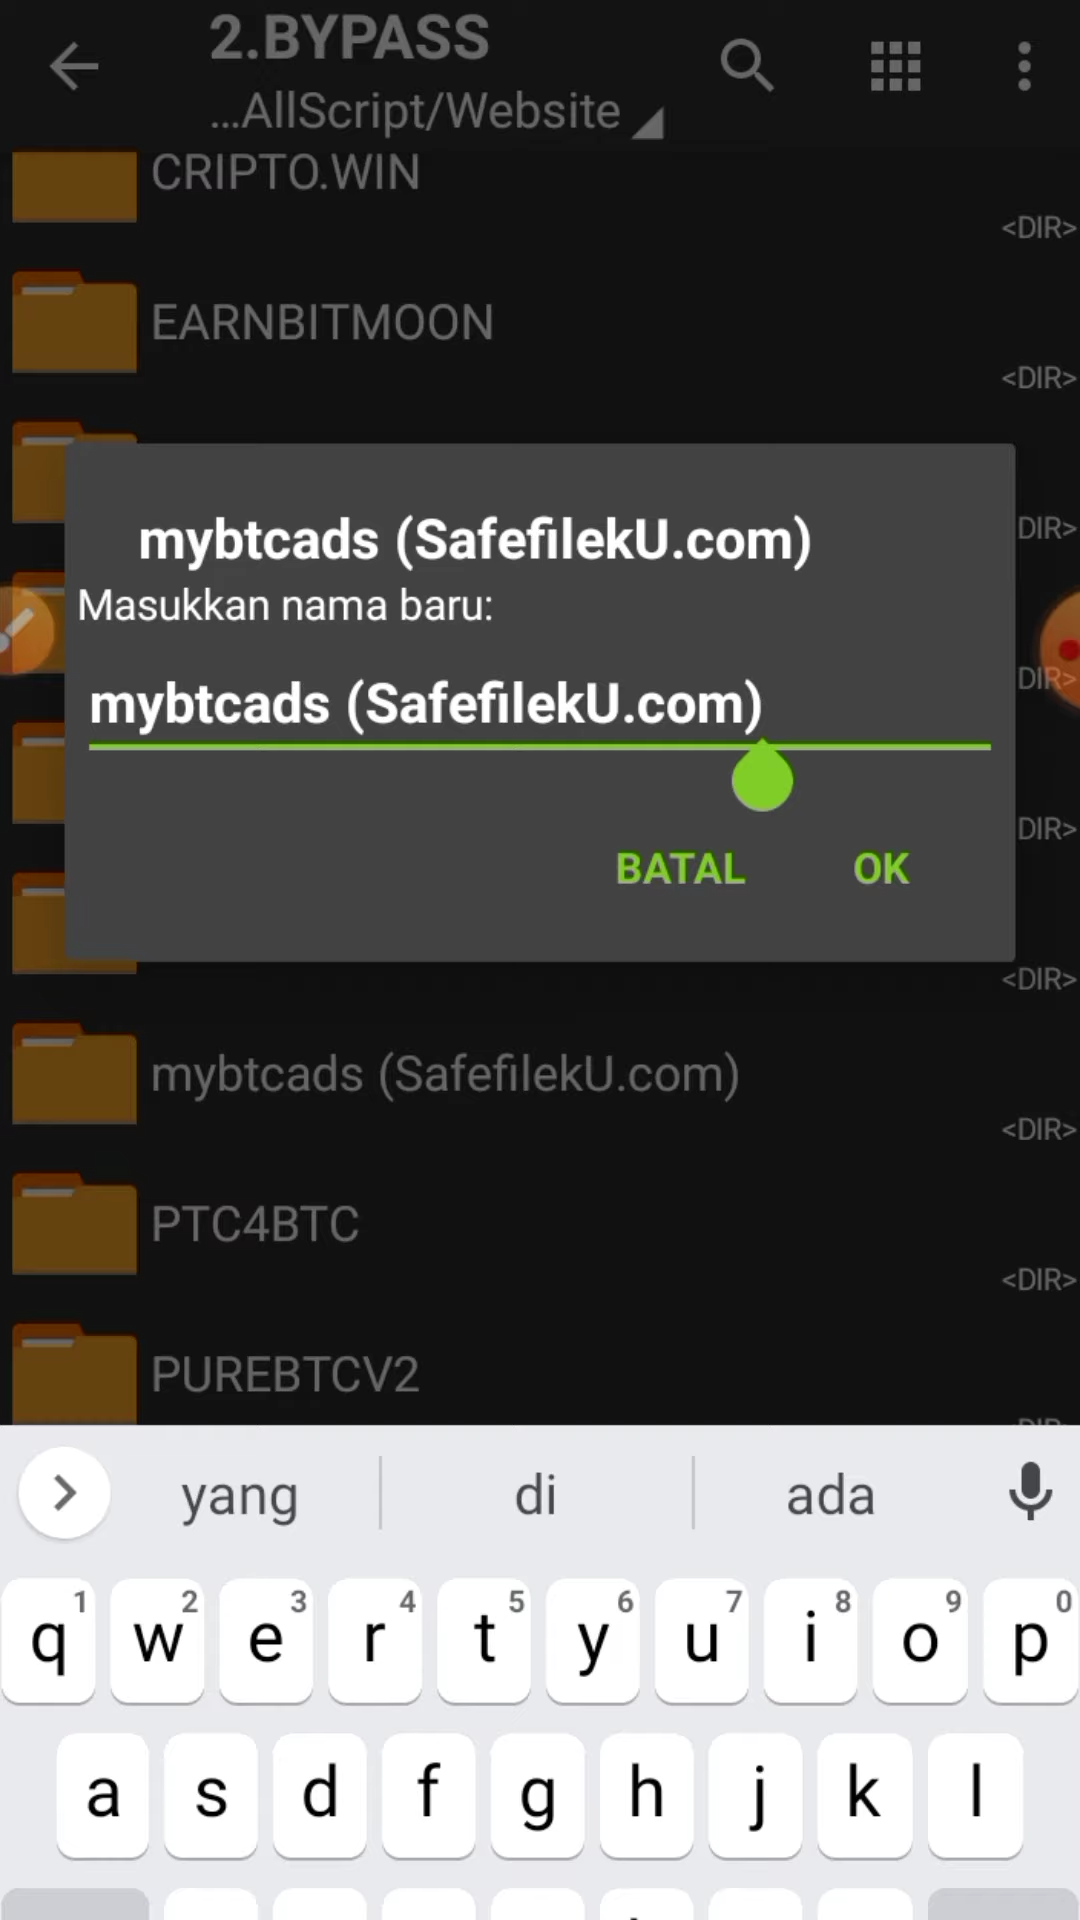 2.BYPASS
...AllScript/Website
CRIPTO.WIN
<DIR>
EARNBITMOON
<DIR>
DIR>
mybtcads (SafefilekU.com)
Masukkan nama baru:
DIR>
mybtcads (SafefilekU.com)
DIR>
BATAL OK
<DIR>
mybtcads (SafefilekU.com)
<DIR>
PTC4BTC
<DIR>
PUREBTCV2
yang di ada
1 2 3 4 5 6 7 8 9 0
q w e r t y u i o p
a s d f g h j k l